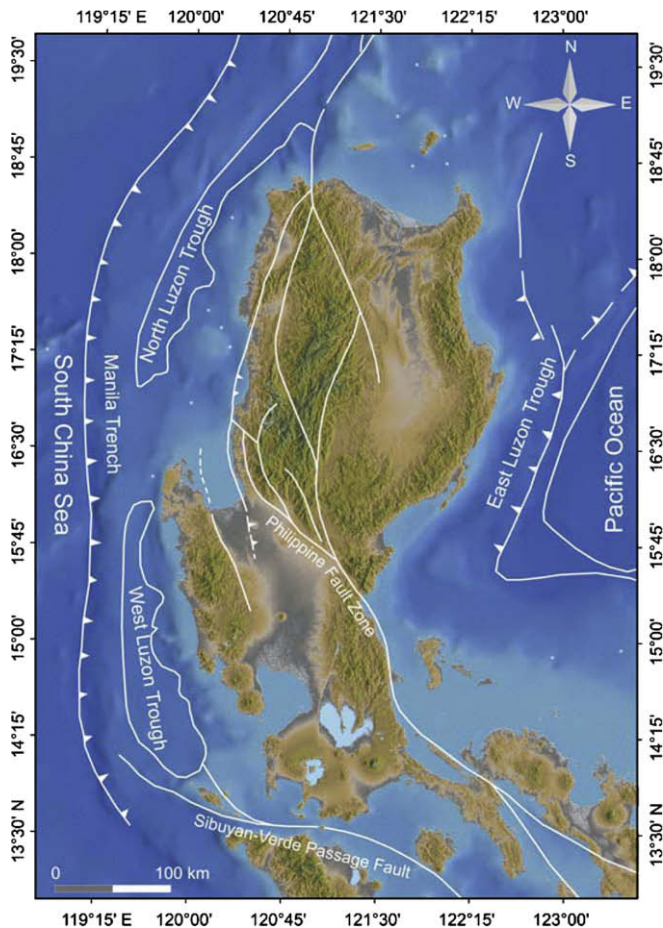 119°15' E 120°00' 120°45' 121°30' 122°15' 123°00'
19°30'
18°45'
18°00'
17°15'
16°30'
15°45'
15°00'
14°15'
13°30' N
N
W E
S
North Luzon Trough
Manila Trench
South China Sea
East Luzon Trough
Pacific Ocean
Philippine Fault Zone
West Luzon Trough
Sibuyan-Verde Passage Fault
0 100 km
19°30'
18°45'
18°00'
17°15'
16°30'
15°45'
15°00'
14°15'
13°30' N
119°15' E 120°00' 120°45' 121°30' 122°15' 123°00'